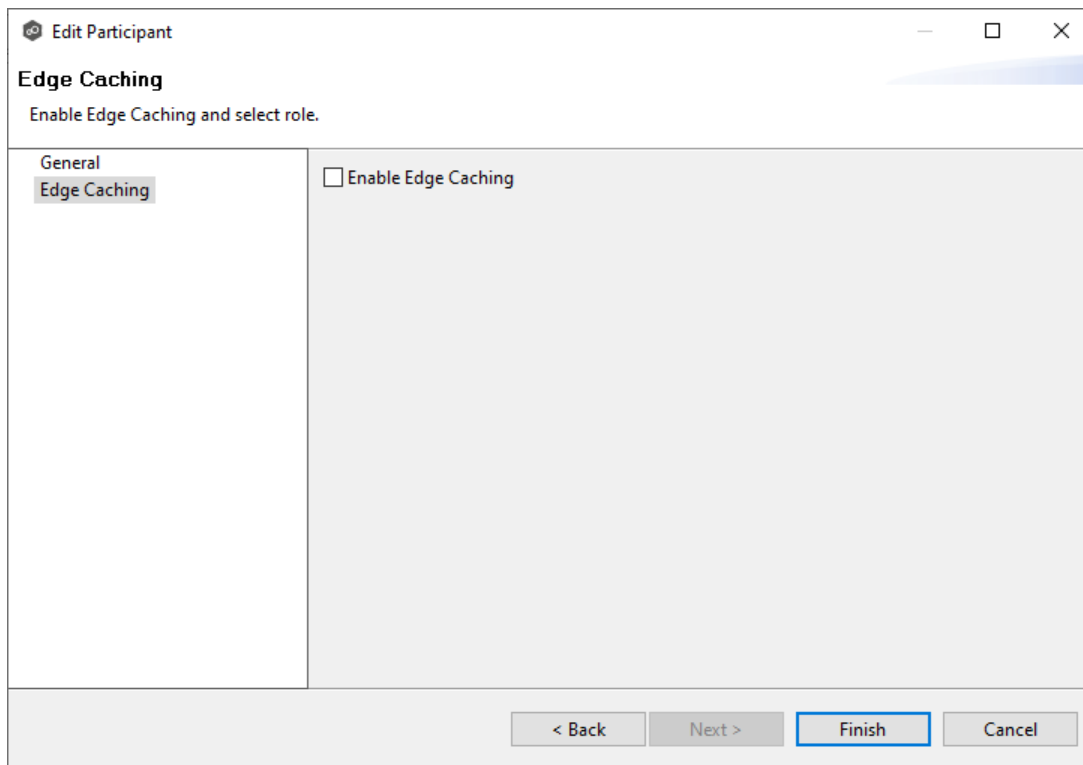 Edit Participant
Edge Caching
Enable Edge Caching and select role.
General
Edge Caching
Enable Edge Caching
< Back
Next >
Finish
Cancel